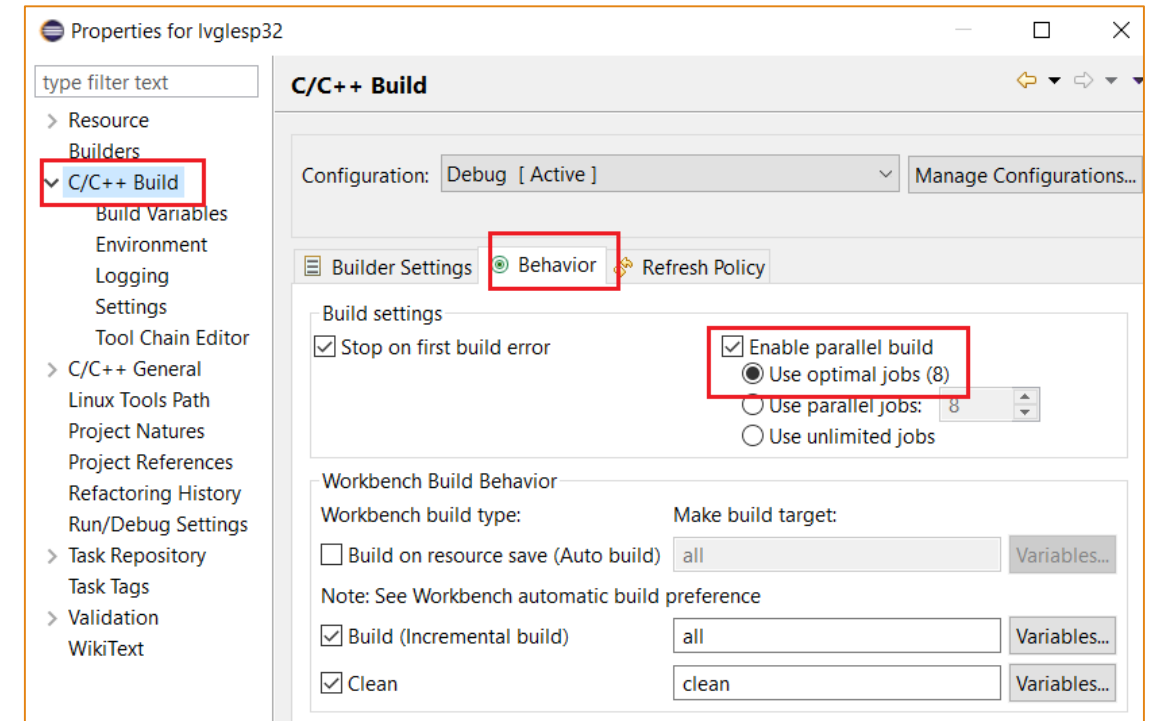 Properties for lvglesp32
type filter text
Resource
Builders
C/C++ Build
Build Variables
Environment
Logging
Settings
Tool Chain Editor
C/C++ General
Linux Tools Path
Project Natures
Project References
Refactoring History
Run/Debug Settings
Task Repository
Task Tags
Validation
WikiText
C/C++ Build
Configuration: Debug [ Active ] Manage Configurations...
Builder Settings Behavior Refresh Policy
Build settings
Stop on first build error Enable parallel build
Use optimal jobs (8)
Use parallel jobs: 8
Use unlimited jobs
Workbench Build Behavior
Workbench build type: Make build target:
Build on resource save (Auto build) all Variables...
Note: See Workbench automatic build preference
Build (Incremental build) all Variables...
Clean clean Variables...